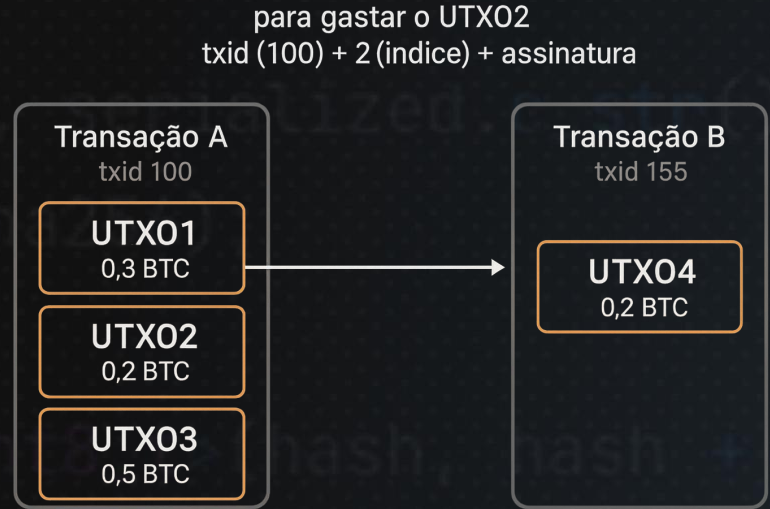 para gastar o UTXO2
txid (100) + 2 (indice) + assinatura
Transação A
txid 100
UTXO1
0,3 BTC
UTXO2
0,2 BTC
UTXO3
0,5 BTC
Transação B
txid 155
UTXO4
0,2 BTC